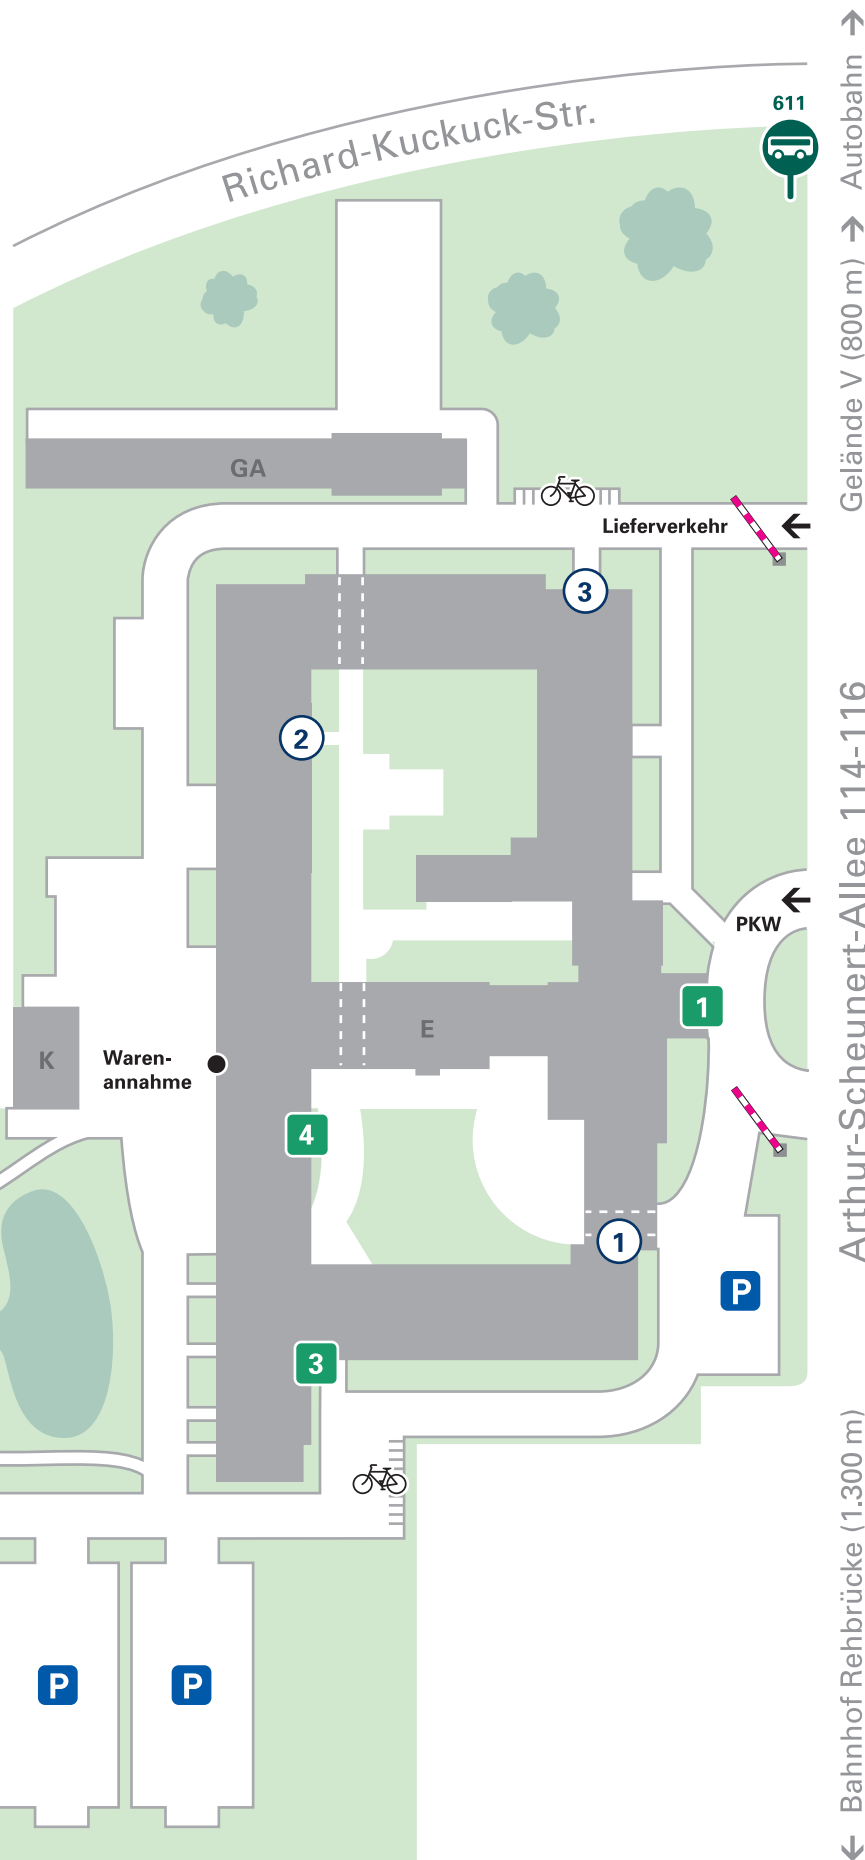 611
Richard-Kuckuck-Str.
Autobahn
Gelände V (800 m)
GA
Lieferverkehr
3
2
Arthur-Scheunert-Allee 114-116
PKW
1
E
K
Waren-
annahme
4
1
P
3
Bahnhof Rehbrücke (1.300 m)
P
P